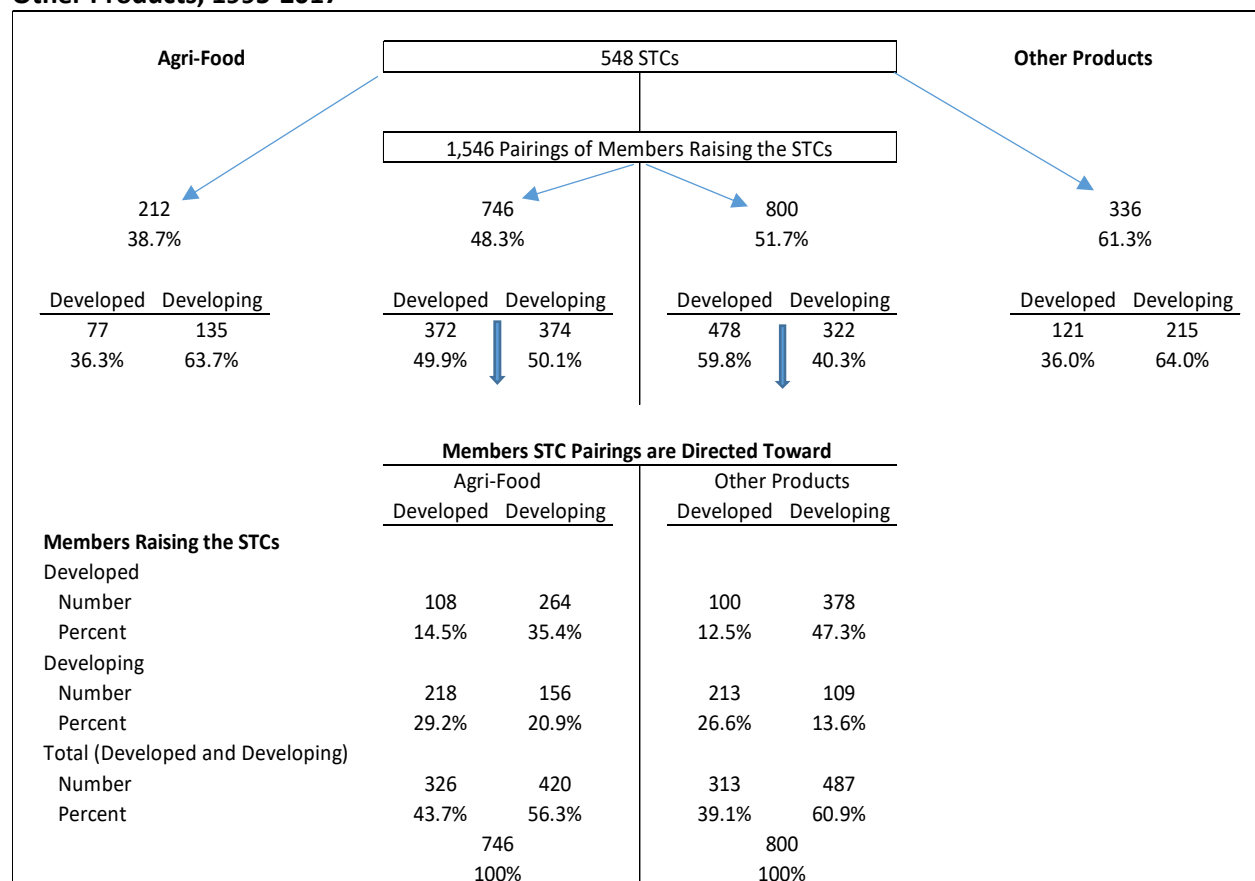 Other Products,
Agri-Food 548 STCs Other Products
1,546 Pairings of Members Raising the STCs
212 746 800 336
38.7% 48.3% 51.7% 61.3%
Developed Developing Developed Developing Developed Developing Developed Developing
77 135 372 374 478 322 121 215
36.3% 63.7% 49.9% 50.1% 59.8% 40.3% 36.0% 64.0%
Members STC Pairings are Directed Toward
Agri-Food Other Products
Developed Developing Developed Developing
Members Raising the STCs
Developed
Number 108 264 100 378
Percent 14.5% 35.4% 12.5% 47.3%
Developing
Number 218 156 213 109
Percent 29.2% 20.9% 26.6% 13.6%
Total (Developed and Developing)
Number 326 420 313 487
Percent 43.7% 56.3% 39.1% 60.9%
746 800
100% 100%